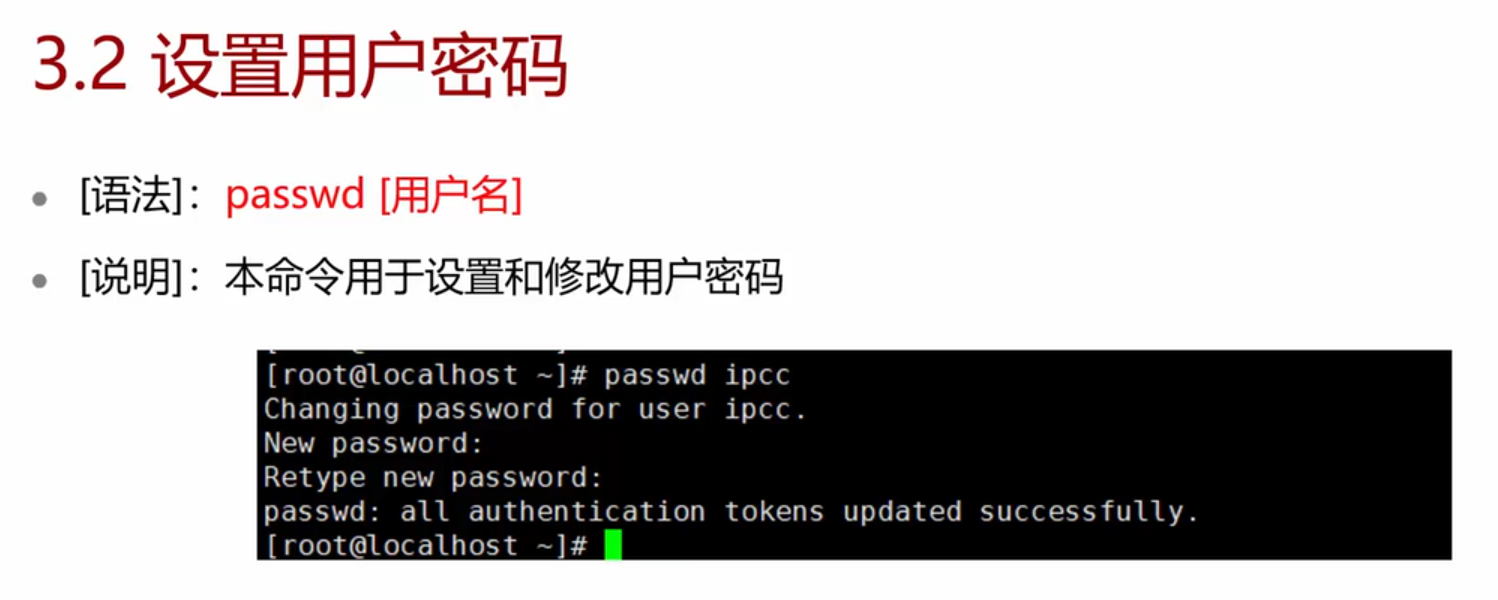 3.2 设置用户密码
[语法]：passwd [用户名]
[说明]：本命令用于设置和修改用户密码
[root@localhost ~]# passwd ipcc
Changing password for user ipcc.
New password:
Retype new password:
passwd: all authentication tokens updated successfully.
[root@localhost ~]#